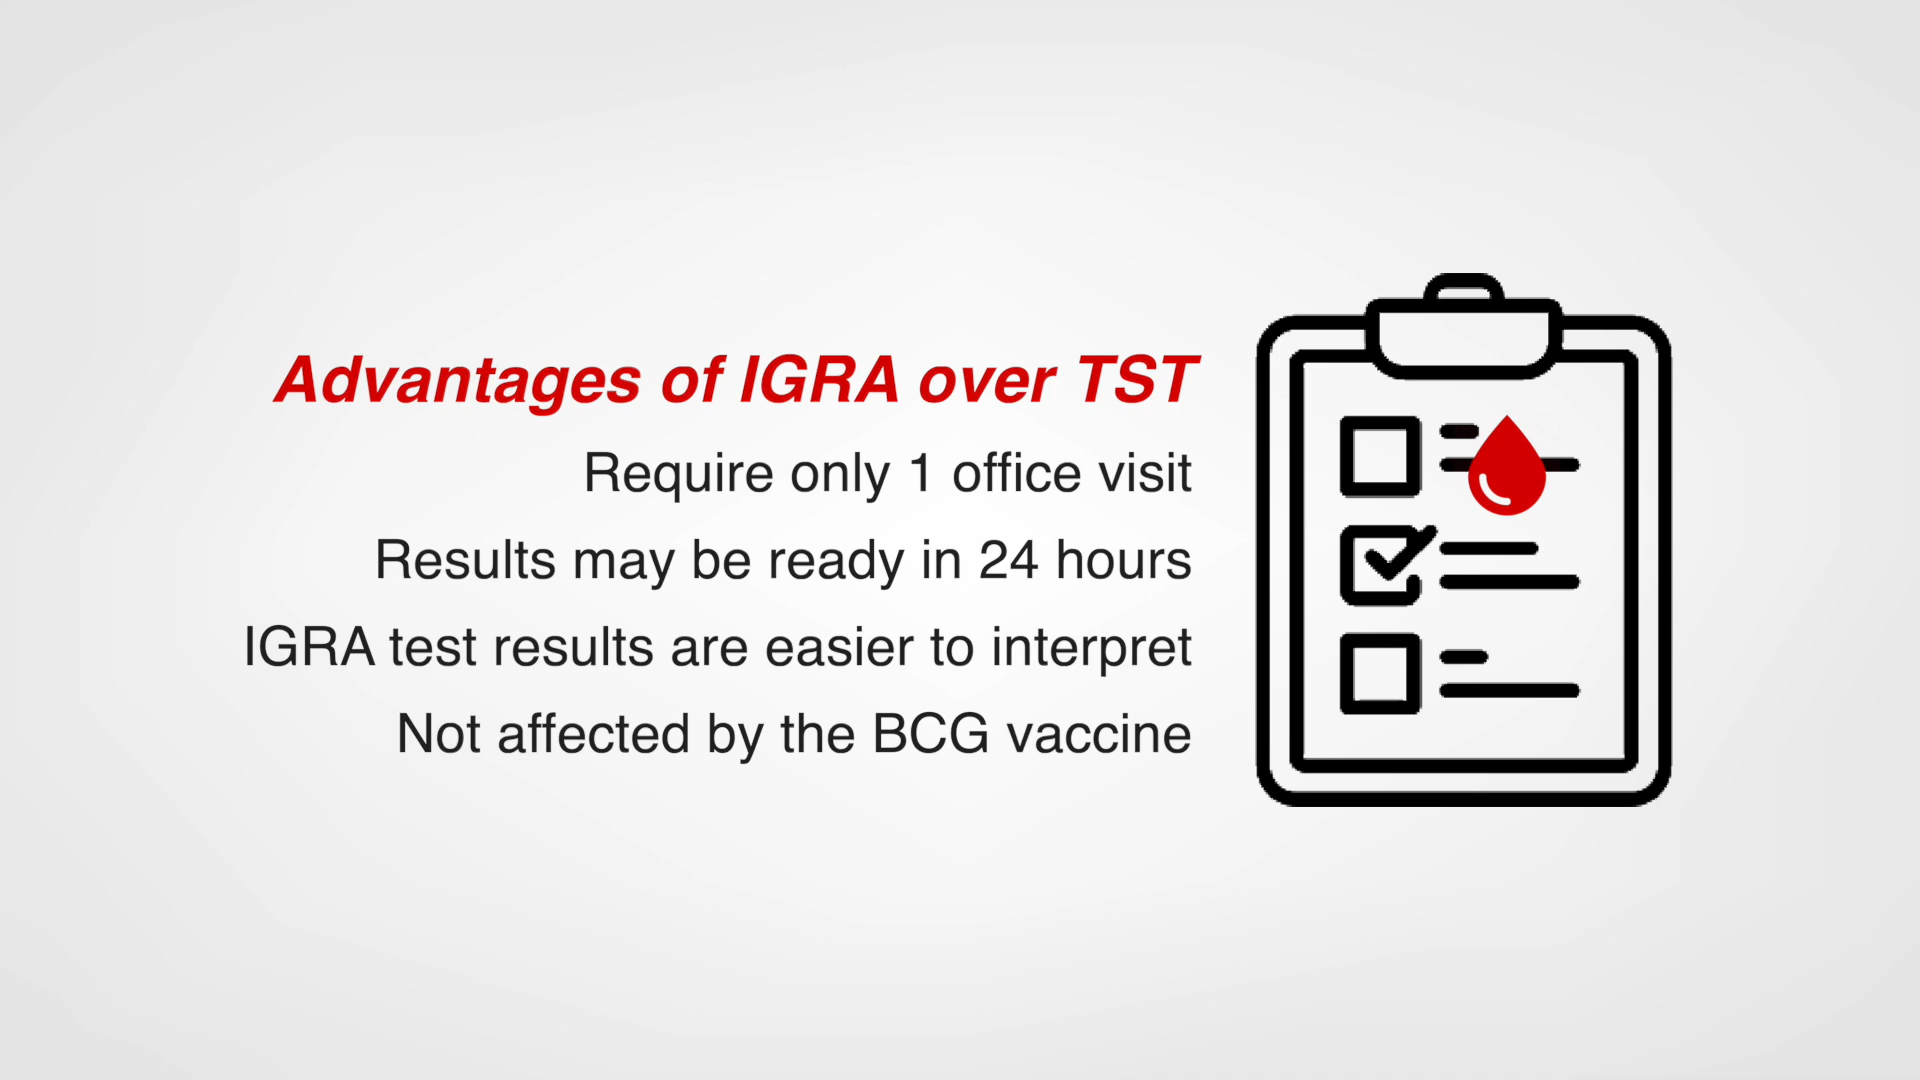 Advantages of IGRA over TST
Require only 1 office visit
Results may be ready in 24 hours
IGRA test results are easier to interpret
Not affected by the BCG vaccine